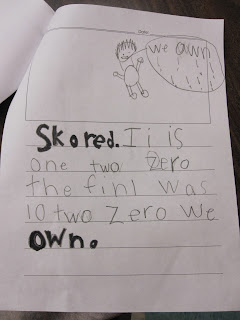 we own
Skored. I i is
one two zero
the finl was
10 two Zero we
own.